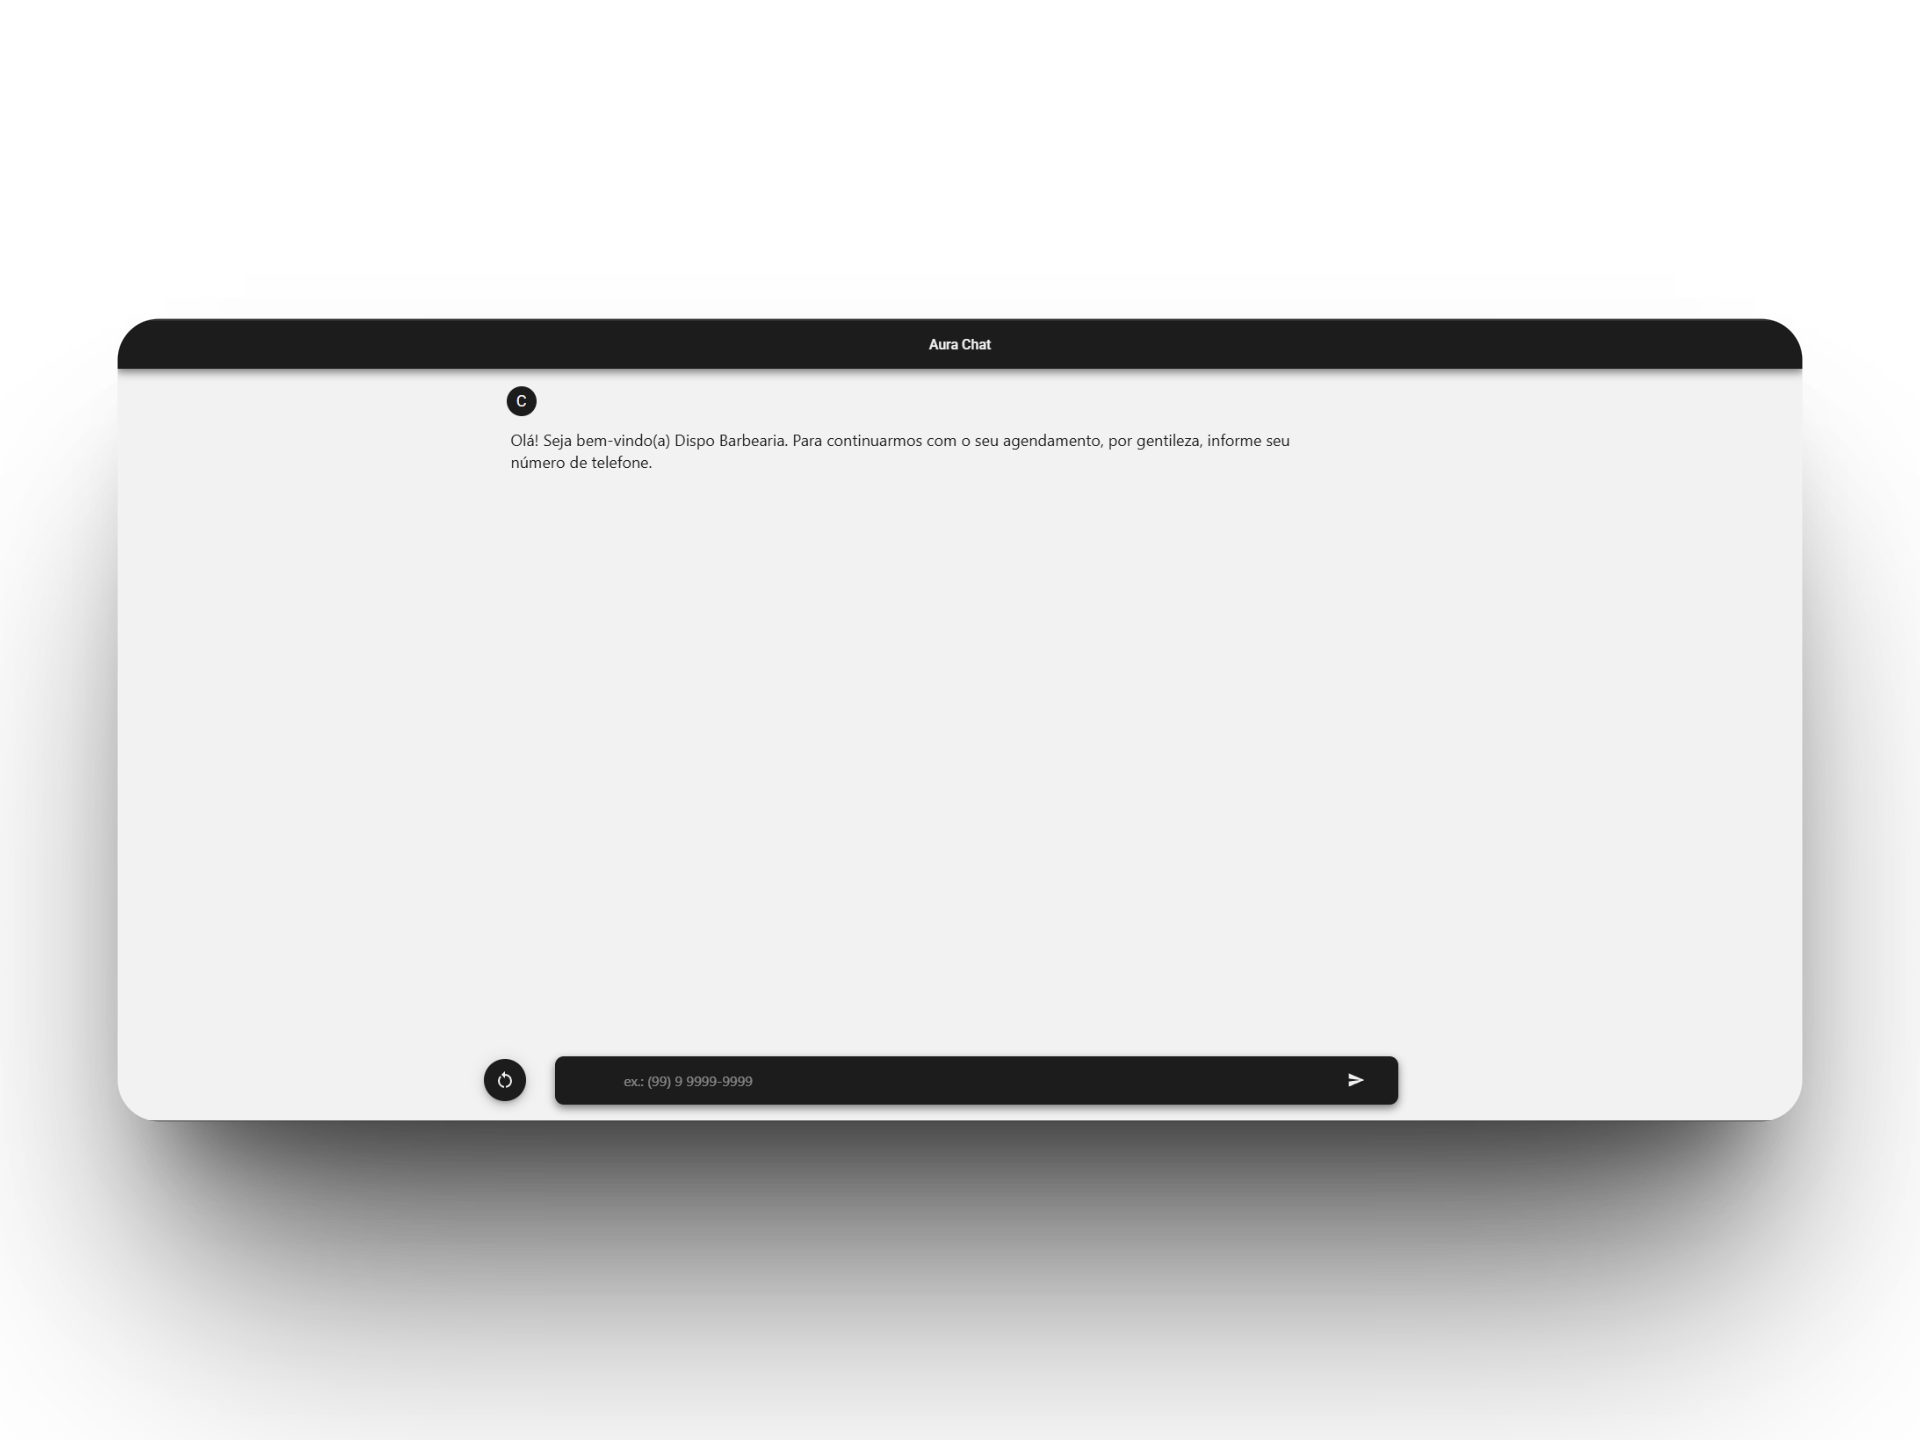 Aura Chat
C
Olá! Seja bem-vindo(a) Dispo Barbearia. Para continuarmos com o seu agendamento, por gentileza, informe seu
número de telefone.
ex.: (99) 9 9999-9999